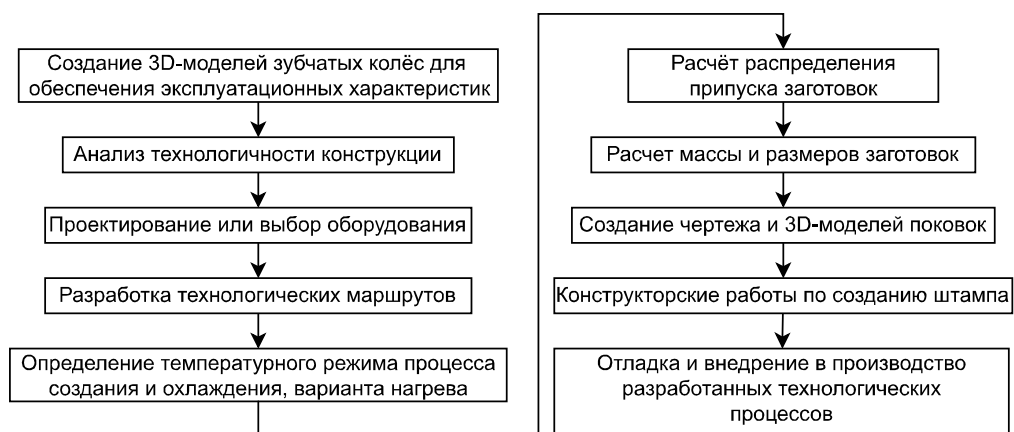 Создание 3D-моделей зубчатых колёс для
обеспечения эксплуатационных характеристик
Анализ технологичности конструкции
Проектирование или выбор оборудования
Разработка технологических маршрутов
Определение температурного режима процесса
создания и охлаждения, варианта нагрева
Расчёт распределения
припуска заготовок
Расчет массы и размеров заготовок
Создание чертежа и 3D-моделей поковок
Конструкторские работы по созданию штампа
Отладка и внедрение в производство
разработанных технологических
процессов